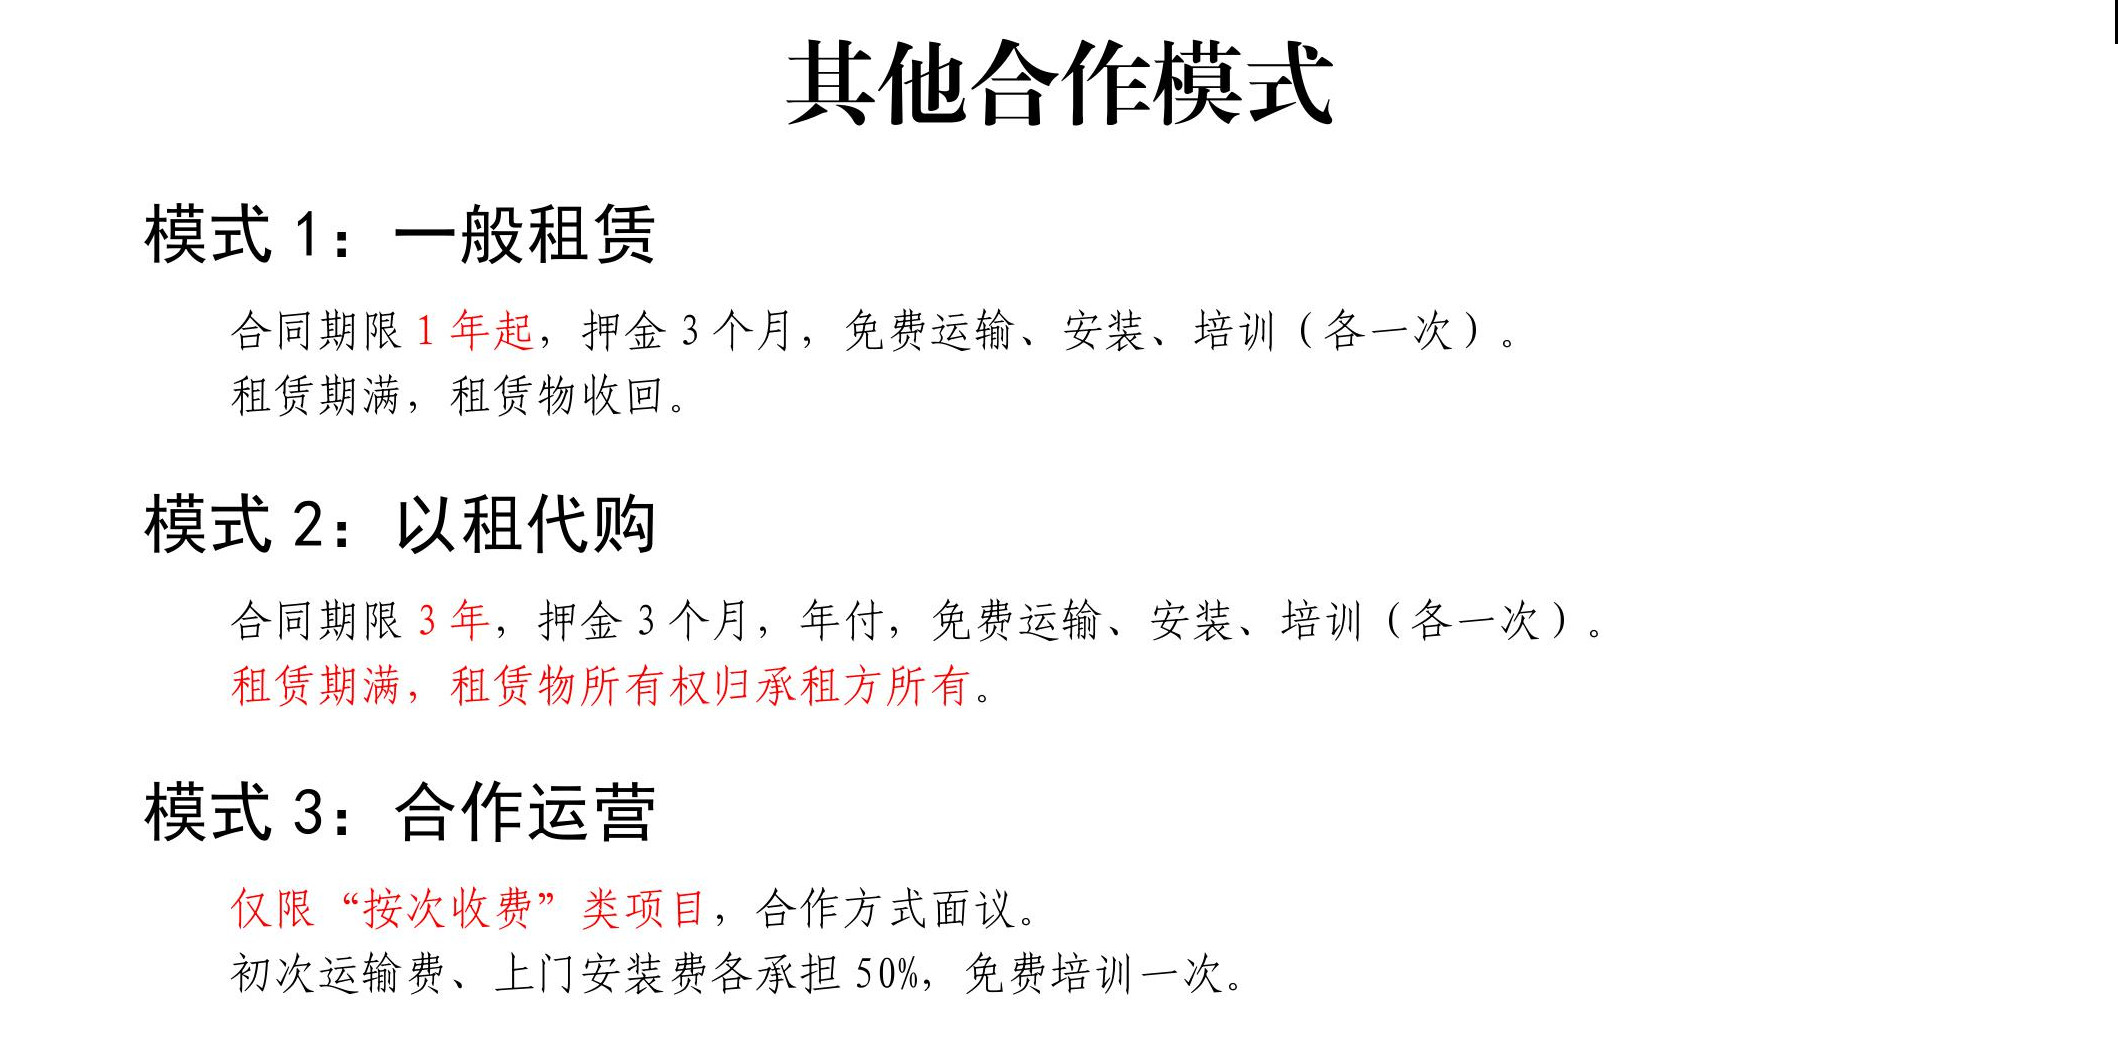 其他合作模式
模式 1：一般租赁
合同期限 1 年起，押金 3 个月，免费运输、安装、培训（各一次）。
租赁期满，租赁物收回。
模式 2：以租代购
合同期限 3 年，押金 3 个月，年付，免费运输、安装、培训（各一次）。
租赁期满，租赁物所有权归承租方所有。
模式 3：合作运营
仅限“按次收费”类项目，合作方式面议。
初次运输费、上门安装费各承担 50%，免费培训一次。